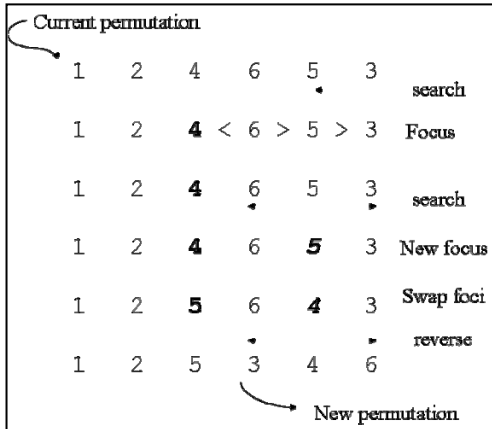 Current permutation
1 2 4 6 5 3
search
1 2 4 < 6 > 5 > 3 Focus
1 2 4 6 5 3
search
1 2 4 6 5 3 New focus
1 2 5 6 4 3 Swap foci
reverse
1 2 5 3 4 6
New permutation